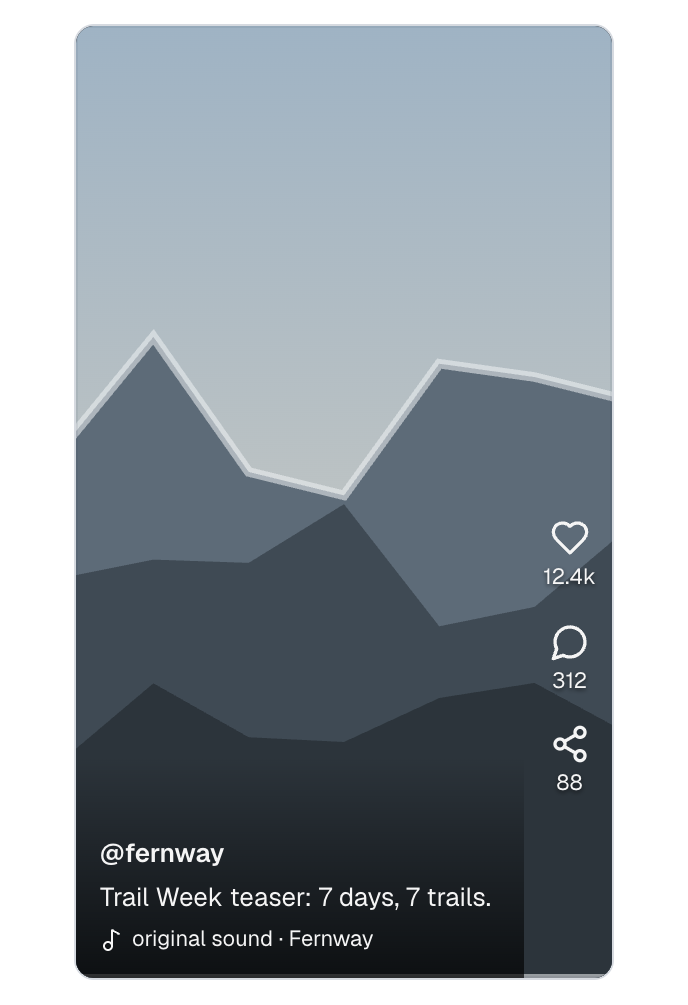 12.4k
312
88
@fernway
Trail Week teaser: 7 days, 7 trails.
original sound · Fernway